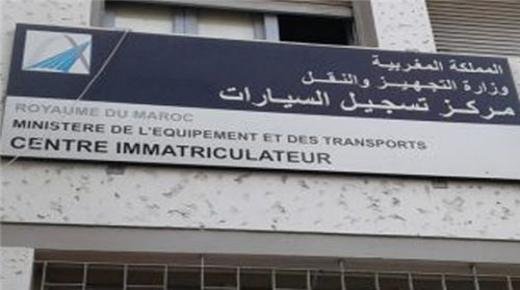 المملكة المغربية
وزارة التجهيز والنقل
مركز تسجيل السيارات
ROYAUME DU MAROC
MINISTERE DE L'EQUIPEMENT ET DES TRANSPORTS
CENTRE IMMATRICULATEUR